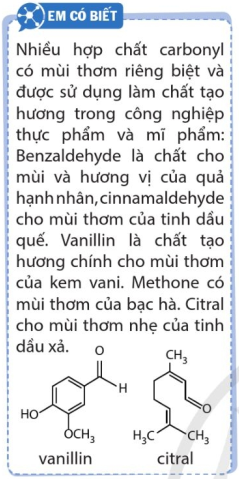 EM CÓ BIẾT
Nhiều hợp chất carbonyl
có mùi thơm riêng biệt và
được sử dụng làm chất tạo
hương trong công nghiệp
thực phẩm và mĩ phẩm:
Benzaldehyde là chất cho
mùi và hương vị của quả
hạnh nhân, cinnamaldehyde
cho mùi thơm của tinh dầu
quế. Vanillin là chất tạo
hương chính cho mùi thơm
của kem vani. Methone có
mùi thơm của bạc hà. Citral
cho mùi thơm nhẹ của tinh
dầu xả.
O
H
HO
OCH₃
vanillin
CH₃
O
H₃C
CH₃
citral